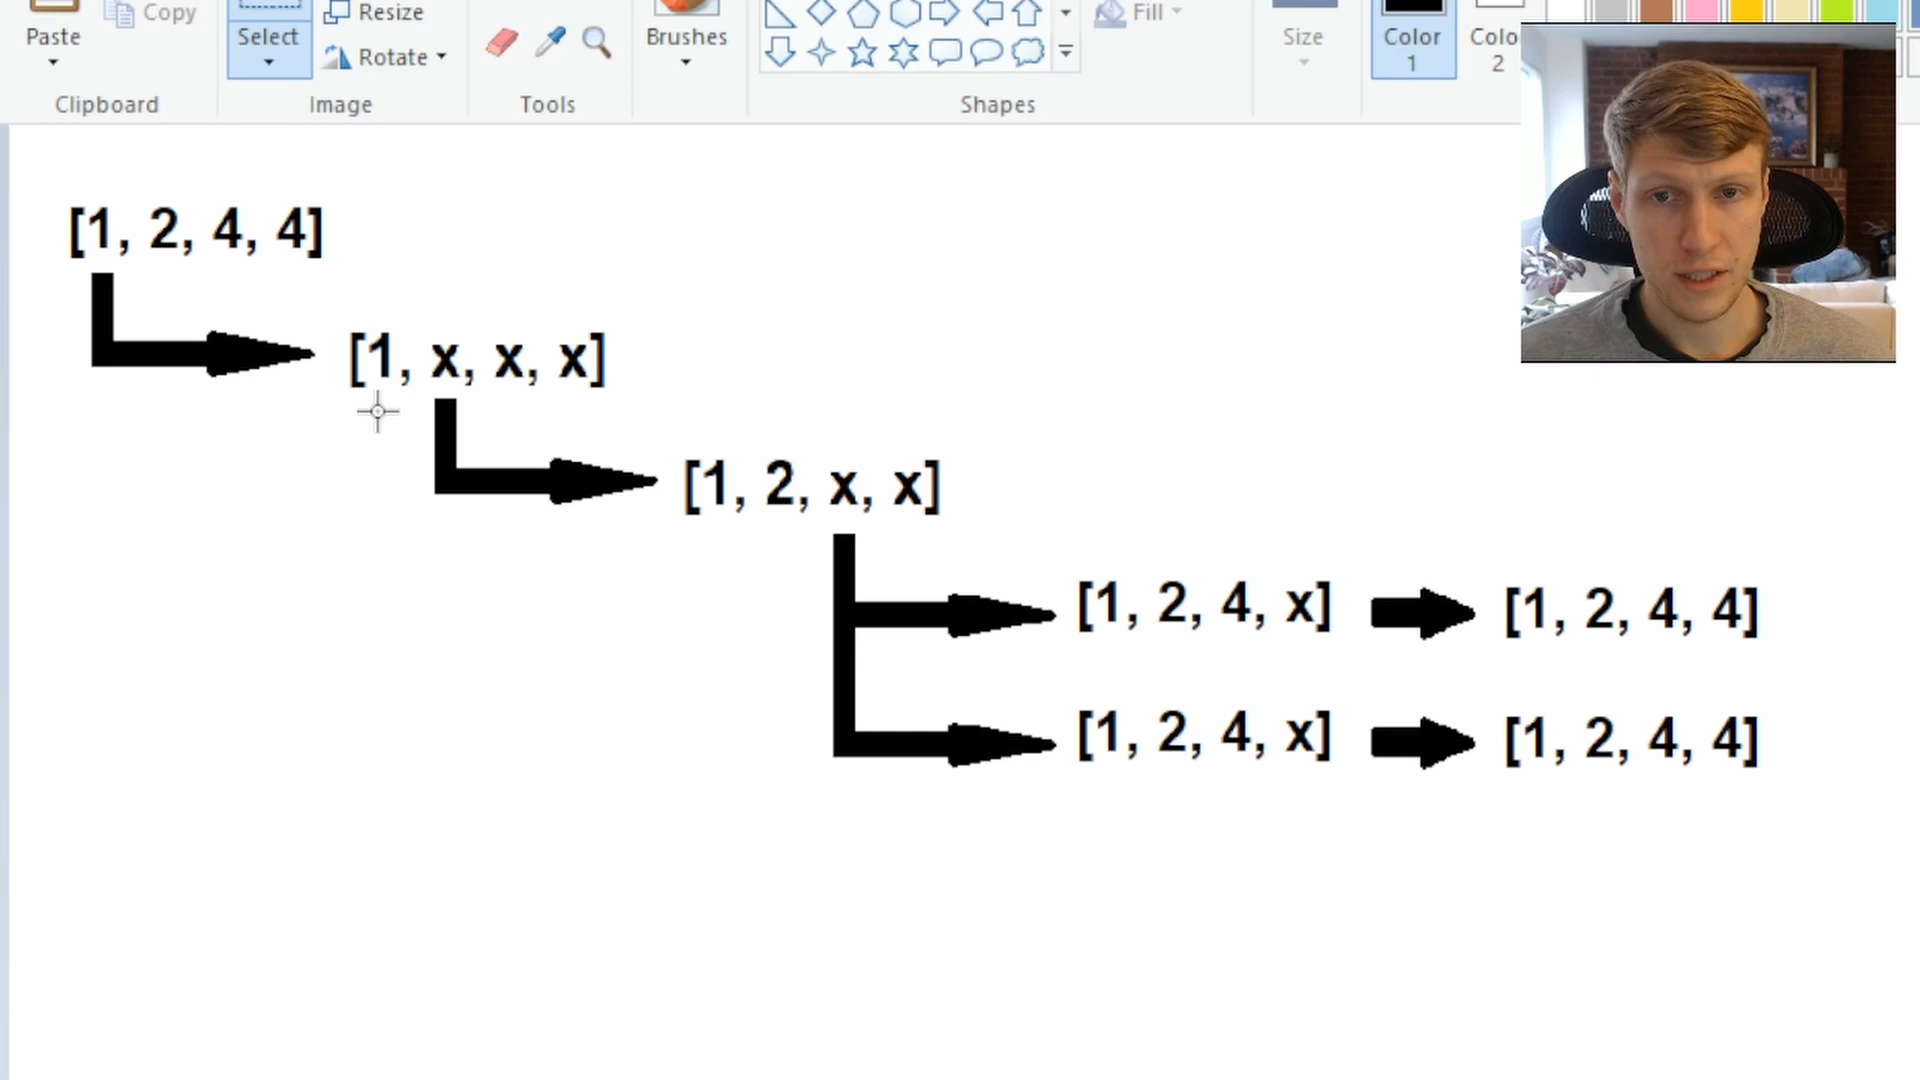 Copy
Resize
Paste
Select
Rotate
Brushes
Fill
Size
Color
1
Colo
2
Clipboard
Image
Tools
Shapes
[1, 2, 4, 4]
[1, x, x, x]
[1, 2, x, x]
[1, 2, 4, x] [1, 2, 4, 4]
[1, 2, 4, x] [1, 2, 4, 4]